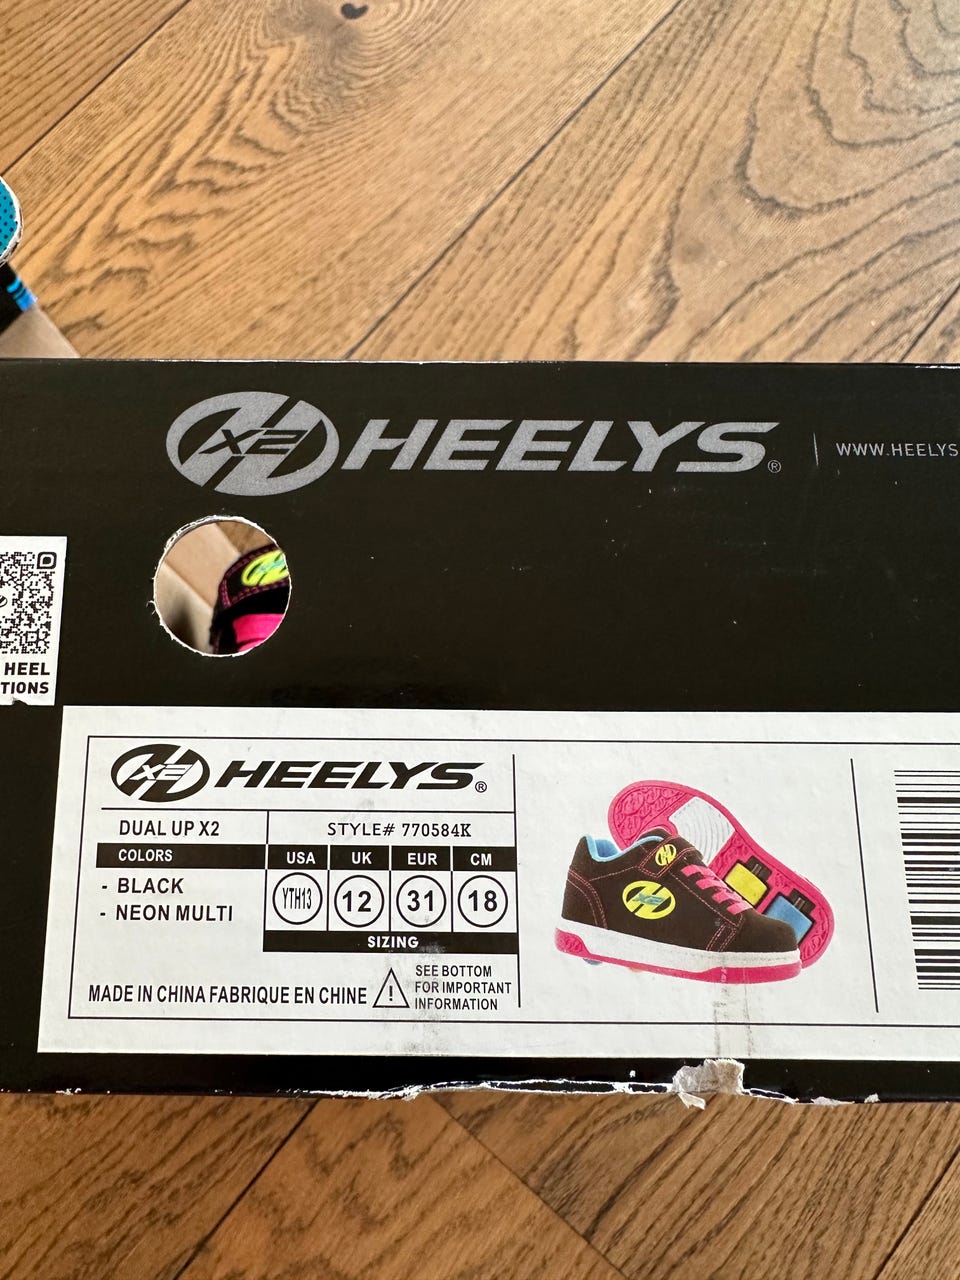 X2 HEELYS®
WWW.HEELYS
HEEL
TIONS
X2 HEELYS®
DUAL UP X2
STYLE# 770584K
COLORS
USA UK EUR CM
- BLACK
- NEON MULTI
YTH13 12 31 18
SIZING
MADE IN CHINA FABRIQUE EN CHINE
! SEE BOTTOM
FOR IMPORTANT
INFORMATION